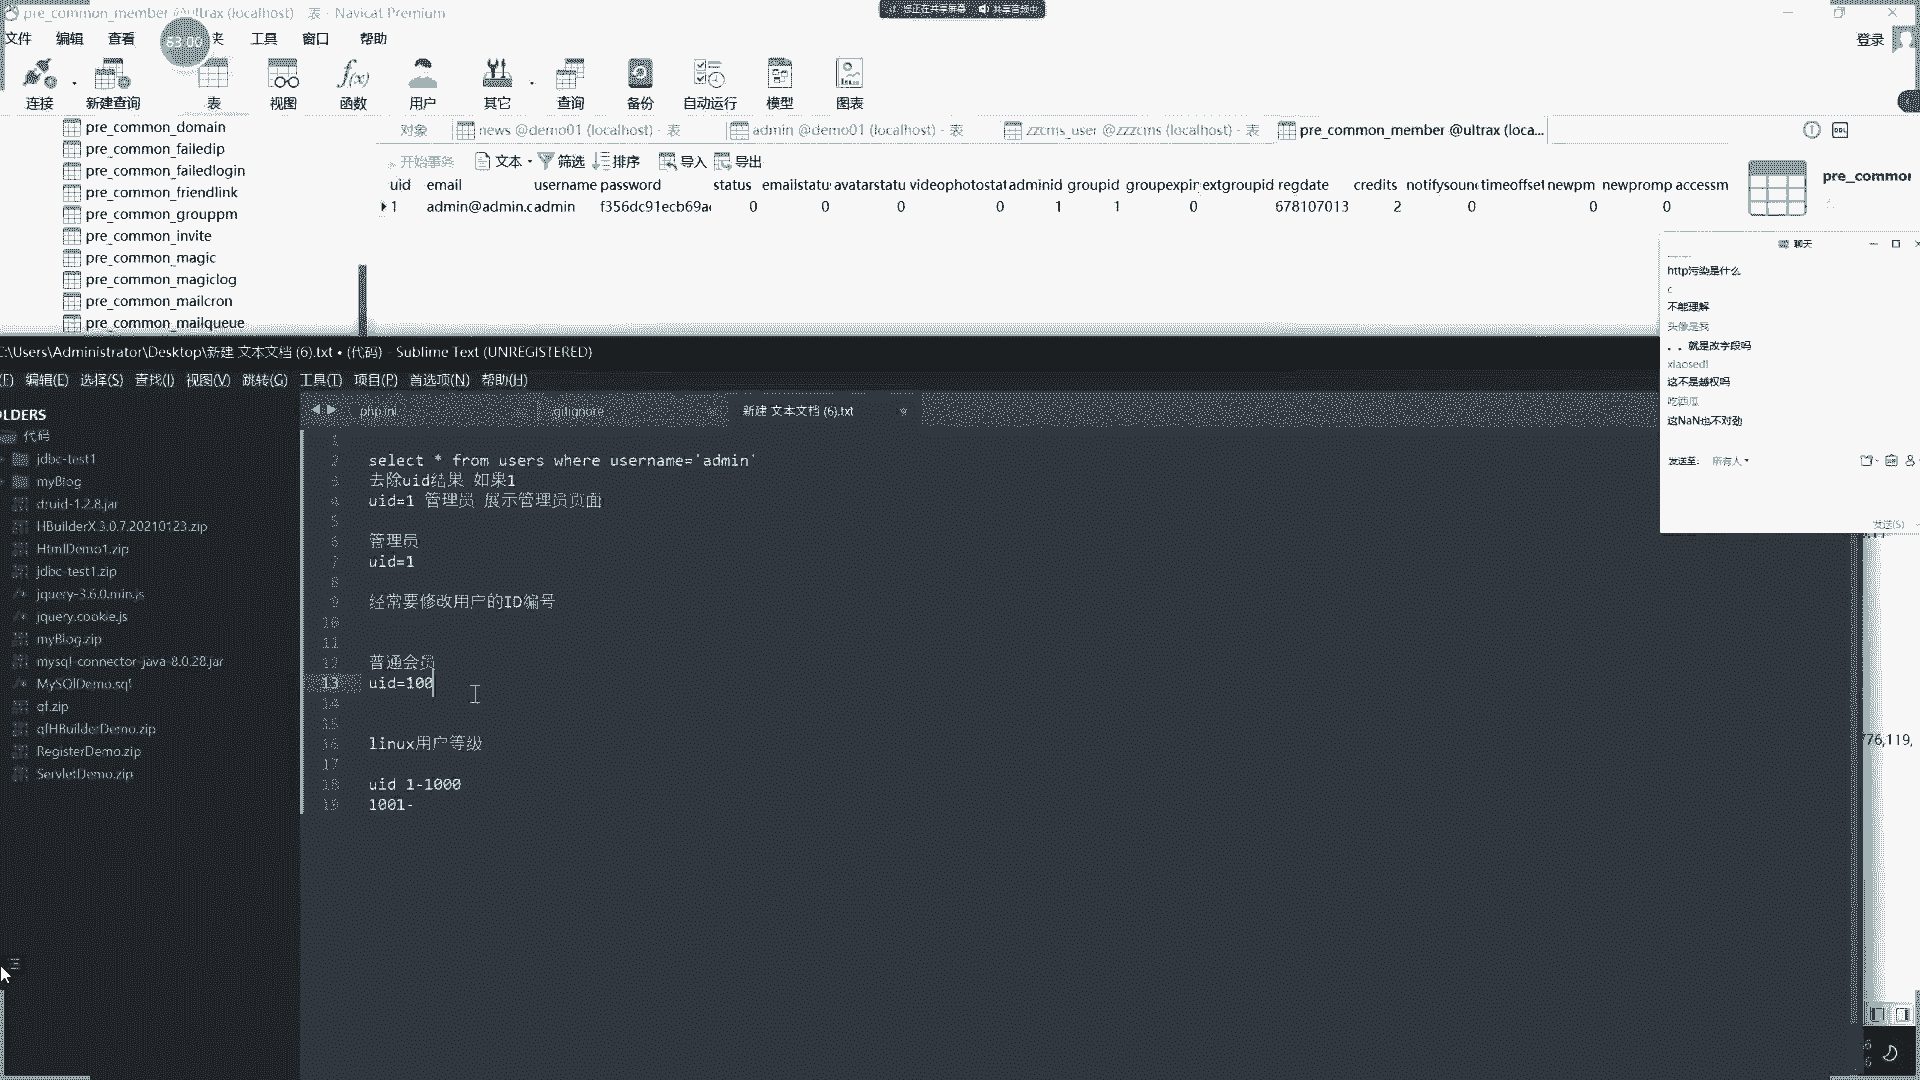 pre_common_member @ultrax (localhost) - 表 - Navicat Premium
您正在共享屏幕 共享音频中
文件 编辑 查看 夹 工具 窗口 帮助
登录
连接 新建查询 表 视图 函数 用户 其它 查询 备份 自动运行 模型 图表
pre_common_domain
pre_common_failedip
pre_common_failedlogin
pre_common_friendlink
pre_common_grouppm
pre_common_invite
pre_common_magic
pre_common_magiclog
pre_common_mailcron
pre_common_mailqueue
对象 news @demo01 (localhost) - 表 admin @demo01 (localhost) - 表 zzcms_user @zzzcms (localhost) - 表 pre_common_member @ultrax (loca...
开始事务 文本 筛选 排序 导入 导出
uid email username password status emailstatu avatarstatu videophotostat adminid groupid groupexpir extgroupid regdate credits notifysound timeoffset newpm newpromp accessm
1 admin@admin.c admin f356dc91ecb69a 0 0 0 0 1 1 0 678107013 2 0 0 0
pre_common
聊天
http污染是什么
c
不能理解
头像是我
。。就是改字段吗
xiaosedi
这不是越权吗
吃西瓜
这NaN也不对劲
发送至: 所有人
发送(S)
C:\Users\Administrator\Desktop\新建 文本文档 (6).txt • (代码) - Sublime Text (UNREGISTERED)
(F) 编辑(E) 选择(S) 查找(I) 视图(V) 跳转(G) 工具(T) 项目(P) 首选项(N) 帮助(H)
OLDERS
代码
jdbc-test1
myBlog
druid-1.2.8.jar
HBuilderX.3.0.7.20210123.zip
HtmlDemo1.zip
jdbc-test1.zip
jquery-3.6.0.min.js
jquery.cookie.js
myBlog.zip
mysql-connector-java-8.0.28.jar
MySQlDemo.sql
qf.zip
qfHBuilderDemo.zip
RegisterDemo.zip
ServletDemo.zip
php.ini .gitignore 新建 文本文档 (6).txt
1
2 select * from users where username='admin'
3 去除uid结果 如果1
4 uid=1 管理员 展示管理员页面
5
6 管理员
7 uid=1
8
9 经常要修改用户的ID编号
10
11
12 普通会员
13 uid=100
14
15
16 linux用户等级
17
18 uid 1-1000
19 1001-
776,119,